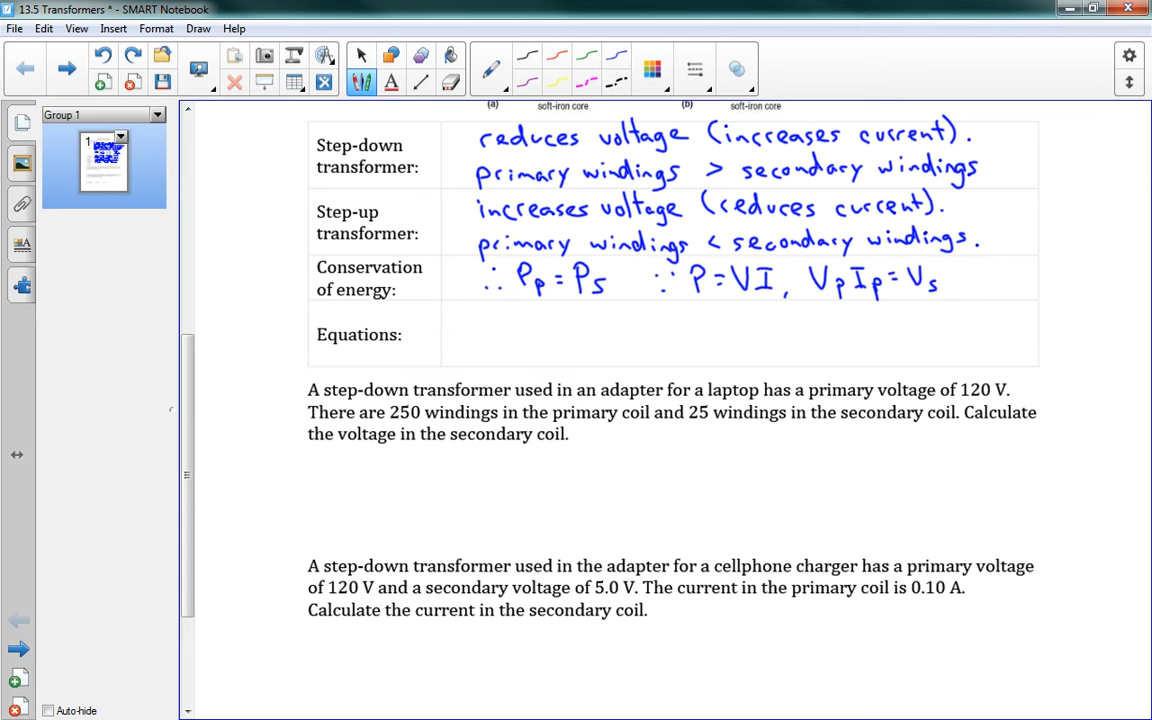 13.5 Transformers * - SMART Notebook
File Edit View Insert Format Draw Help
Group 1
1
(a) soft-iron core (b) soft-iron core
Step-down transformer:
reduces voltage (increases current).
primary windings > secondary windings
Step-up transformer:
increases voltage (reduces current).
primary windings < secondary windings.
Conservation of energy:
∴ Pp = Ps ∵ P = VI, VpIp = Vs
Equations:
A step-down transformer used in an adapter for a laptop has a primary voltage of 120 V.
There are 250 windings in the primary coil and 25 windings in the secondary coil. Calculate
the voltage in the secondary coil.
A step-down transformer used in the adapter for a cellphone charger has a primary voltage
of 120 V and a secondary voltage of 5.0 V. The current in the primary coil is 0.10 A.
Calculate the current in the secondary coil.
Auto-hide